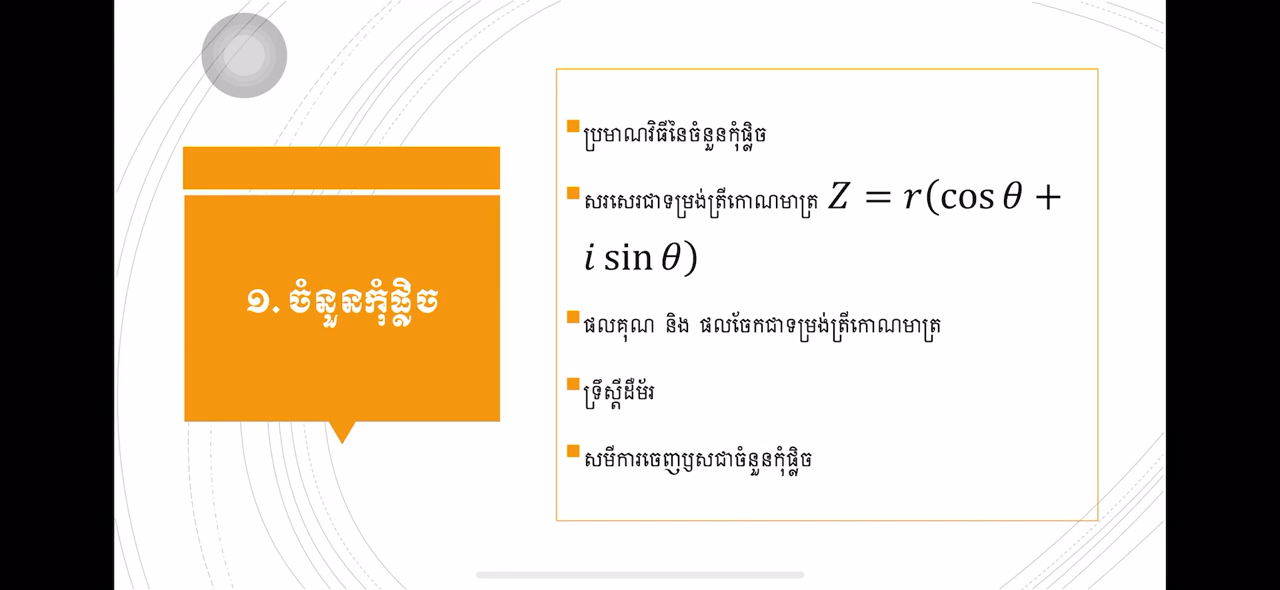 ១. ចំនួនកុំផ្លិច
ប្រមាណវិធីនៃចំនួនកុំផ្លិច
សរសេរជាទម្រង់ត្រីកោណមាត្រ Z = r(cos θ +
i sin θ)
ផលគុណ និង ផលចែកជាទម្រង់ត្រីកោណមាត្រ
ទ្រឹស្តីដឺម័រ
សមីការចេញឫសជាចំនួនកុំផ្លិច